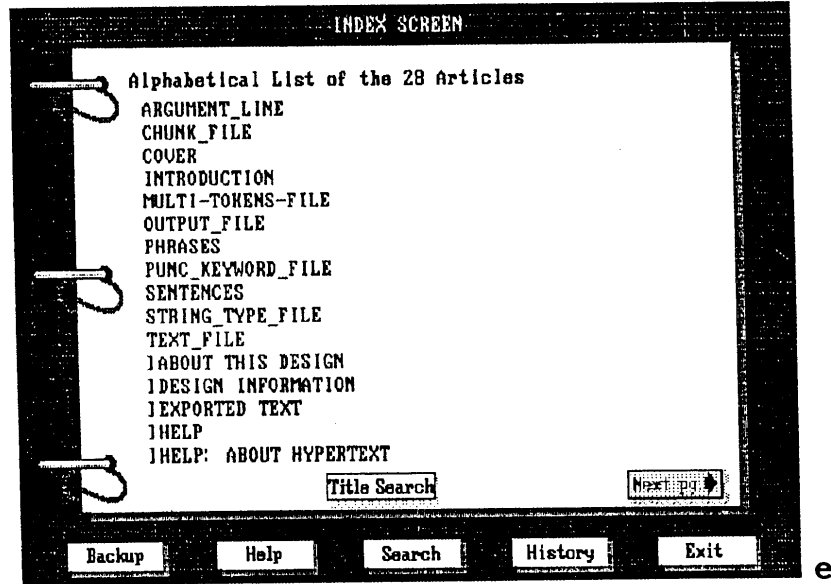 INDEX SCREEN
Alphabetical List of the 28 Articles
ARGUMENT_LINE
CHUNK_FILE
COVER
INTRODUCTION
MULTI-TOKENS-FILE
OUTPUT_FILE
PHRASES
PUNC_KEYWORD_FILE
SENTENCES
STRING_TYPE_FILE
TEXT_FILE
]ABOUT THIS DESIGN
]DESIGN INFORMATION
]EXPORTED TEXT
]HELP
]HELP: ABOUT HYPERTEXT
Title Search Next pg
Backup Help Search History Exit
e